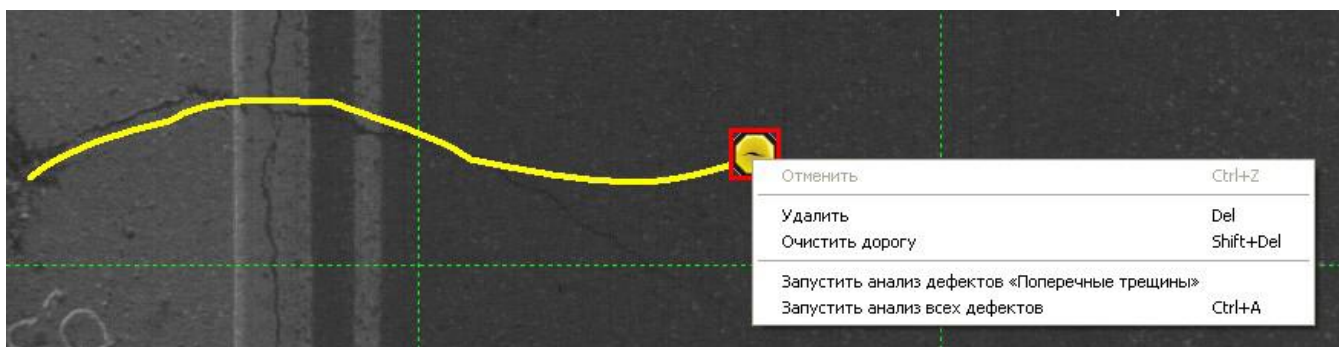 Отменить Ctrl+Z
Удалить Del
Очистить дорогу Shift+Del
Запустить анализ дефектов «Поперечные трещины»
Запустить анализ всех дефектов Ctrl+A